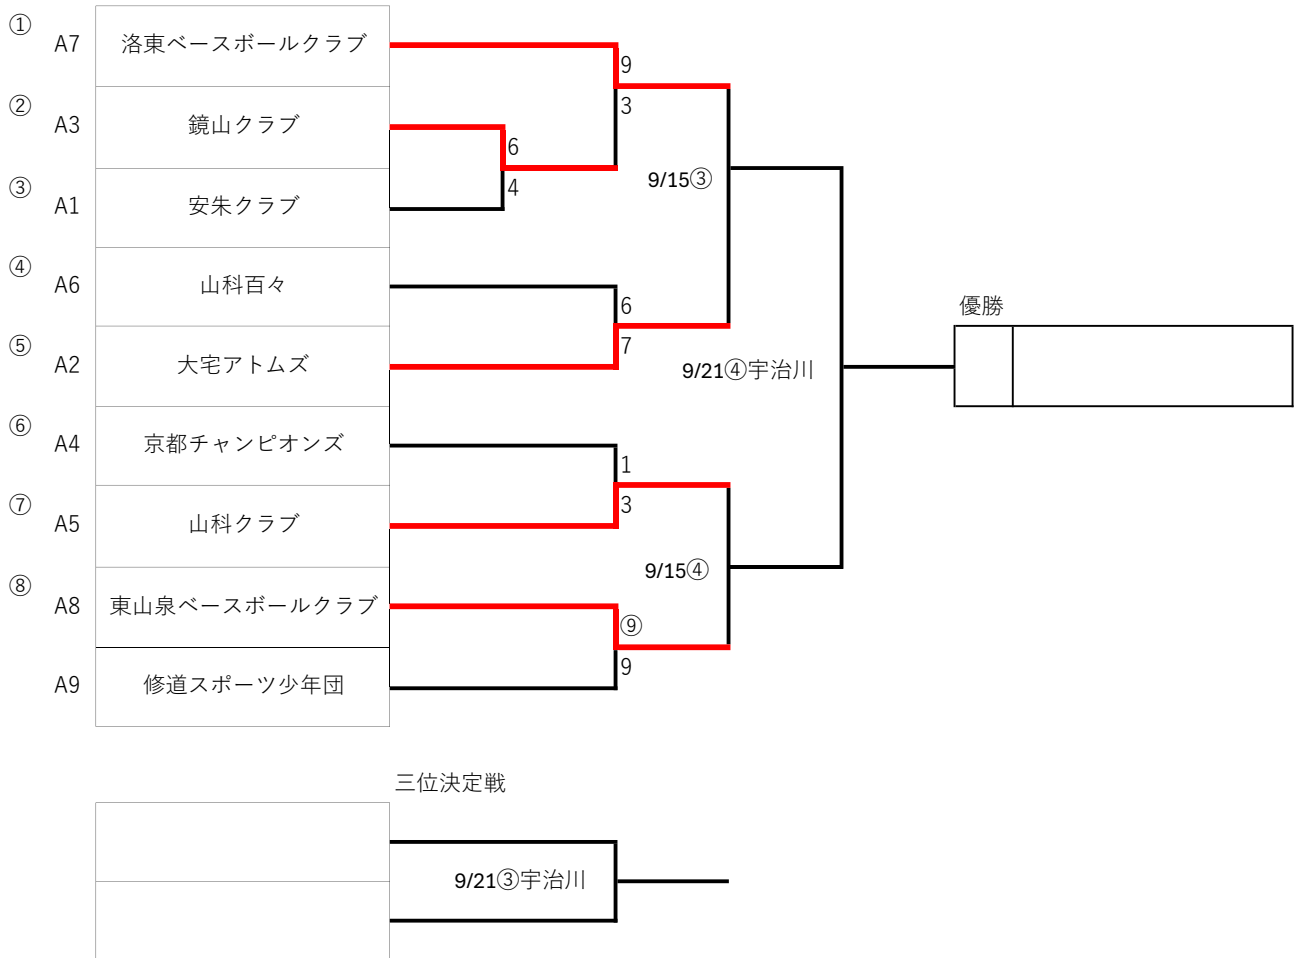 ①
A7 洛東ベースボールクラブ
9
②
3
A3 鏡山クラブ
6
9/15③
③
4
A1 安朱クラブ
④
A6 山科百々
6
優勝
⑤
7
A2 大宅アトムズ
9/21④宇治川
⑥
A4 京都チャンピオンズ
1
⑦
3
A5 山科クラブ
9/15④
⑧
A8 東山泉ベースボールクラブ
⑨
9
A9 修道スポーツ少年団
三位決定戦
9/21③宇治川